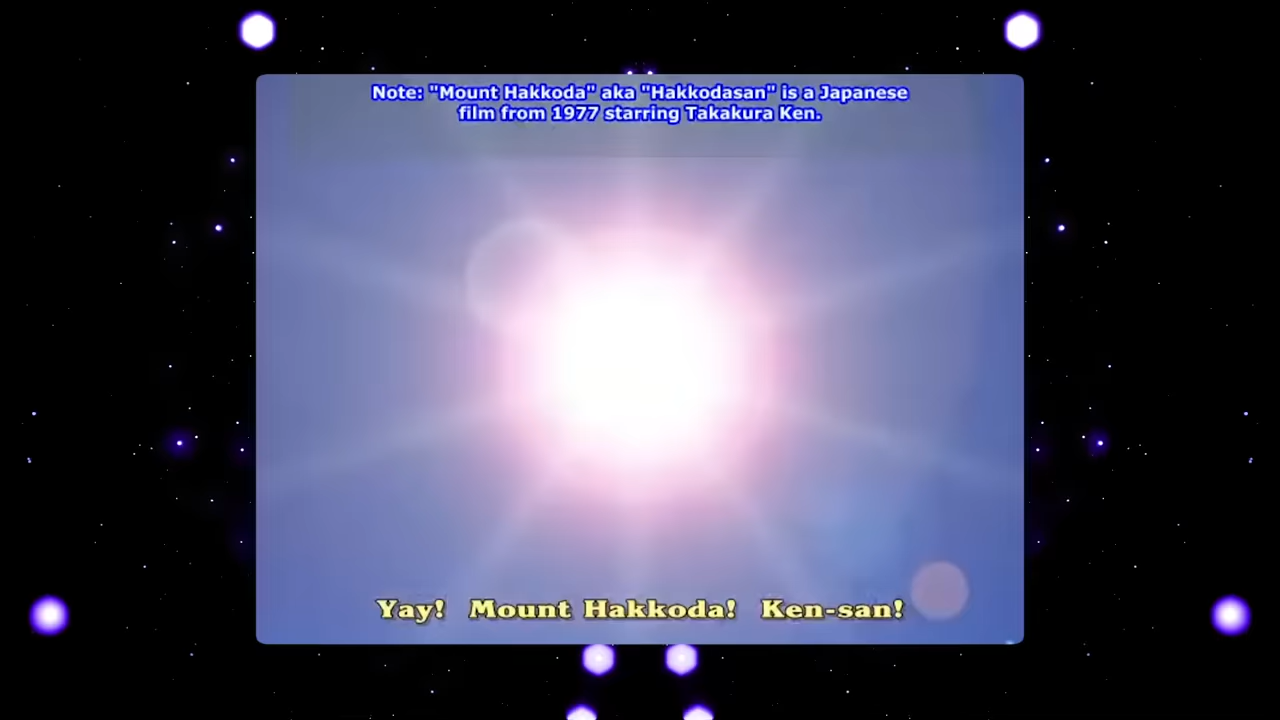 Note: "Mount Hakkoda" aka "Hakkodasan" is a Japanese
film from 1977 starring Takakura Ken.
Yay! Mount Hakkoda! Ken-san!